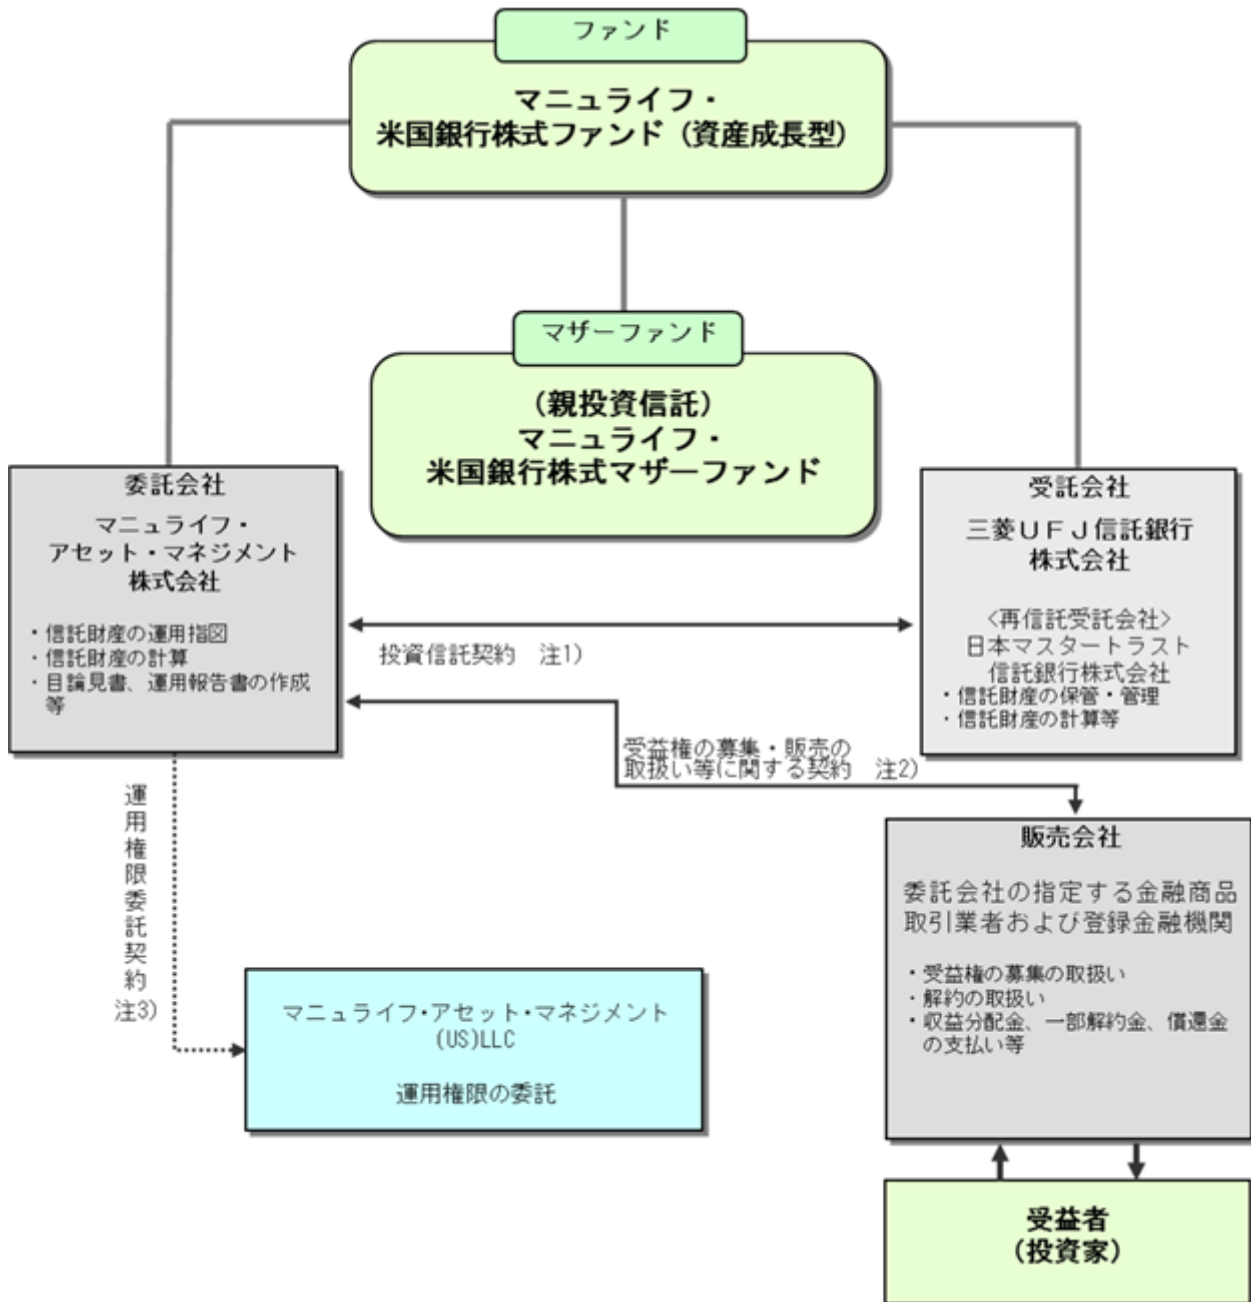 ファンド
マニュライフ・
米国銀行株式ファンド（資産成長型）
マザーファンド
（親投資信託）
マニュライフ・
米国銀行株式マザーファンド
委託会社
マニュライフ・
アセット・マネジメント
株式会社
・信託財産の運用指図
・信託財産の計算
・目論見書、運用報告書の作成
等
投資信託契約　注1）
受託会社
三菱ＵＦＪ信託銀行
株式会社
〈再信託受託会社〉
日本マスタートラスト
信託銀行株式会社
・信託財産の保管・管理
・信託財産の計算等
受益権の募集・販売の
取扱い等に関する契約　注2）
運用権限委託契約
注3）
マニュライフ・アセット・マネジメント
(US)LLC
運用権限の委託
販売会社
委託会社の指定する金融商品
取引業者および登録金融機関
・受益権の募集の取扱い
・解約の取扱い
・収益分配金、一部解約金、償還金
の支払い等
受益者
（投資家）